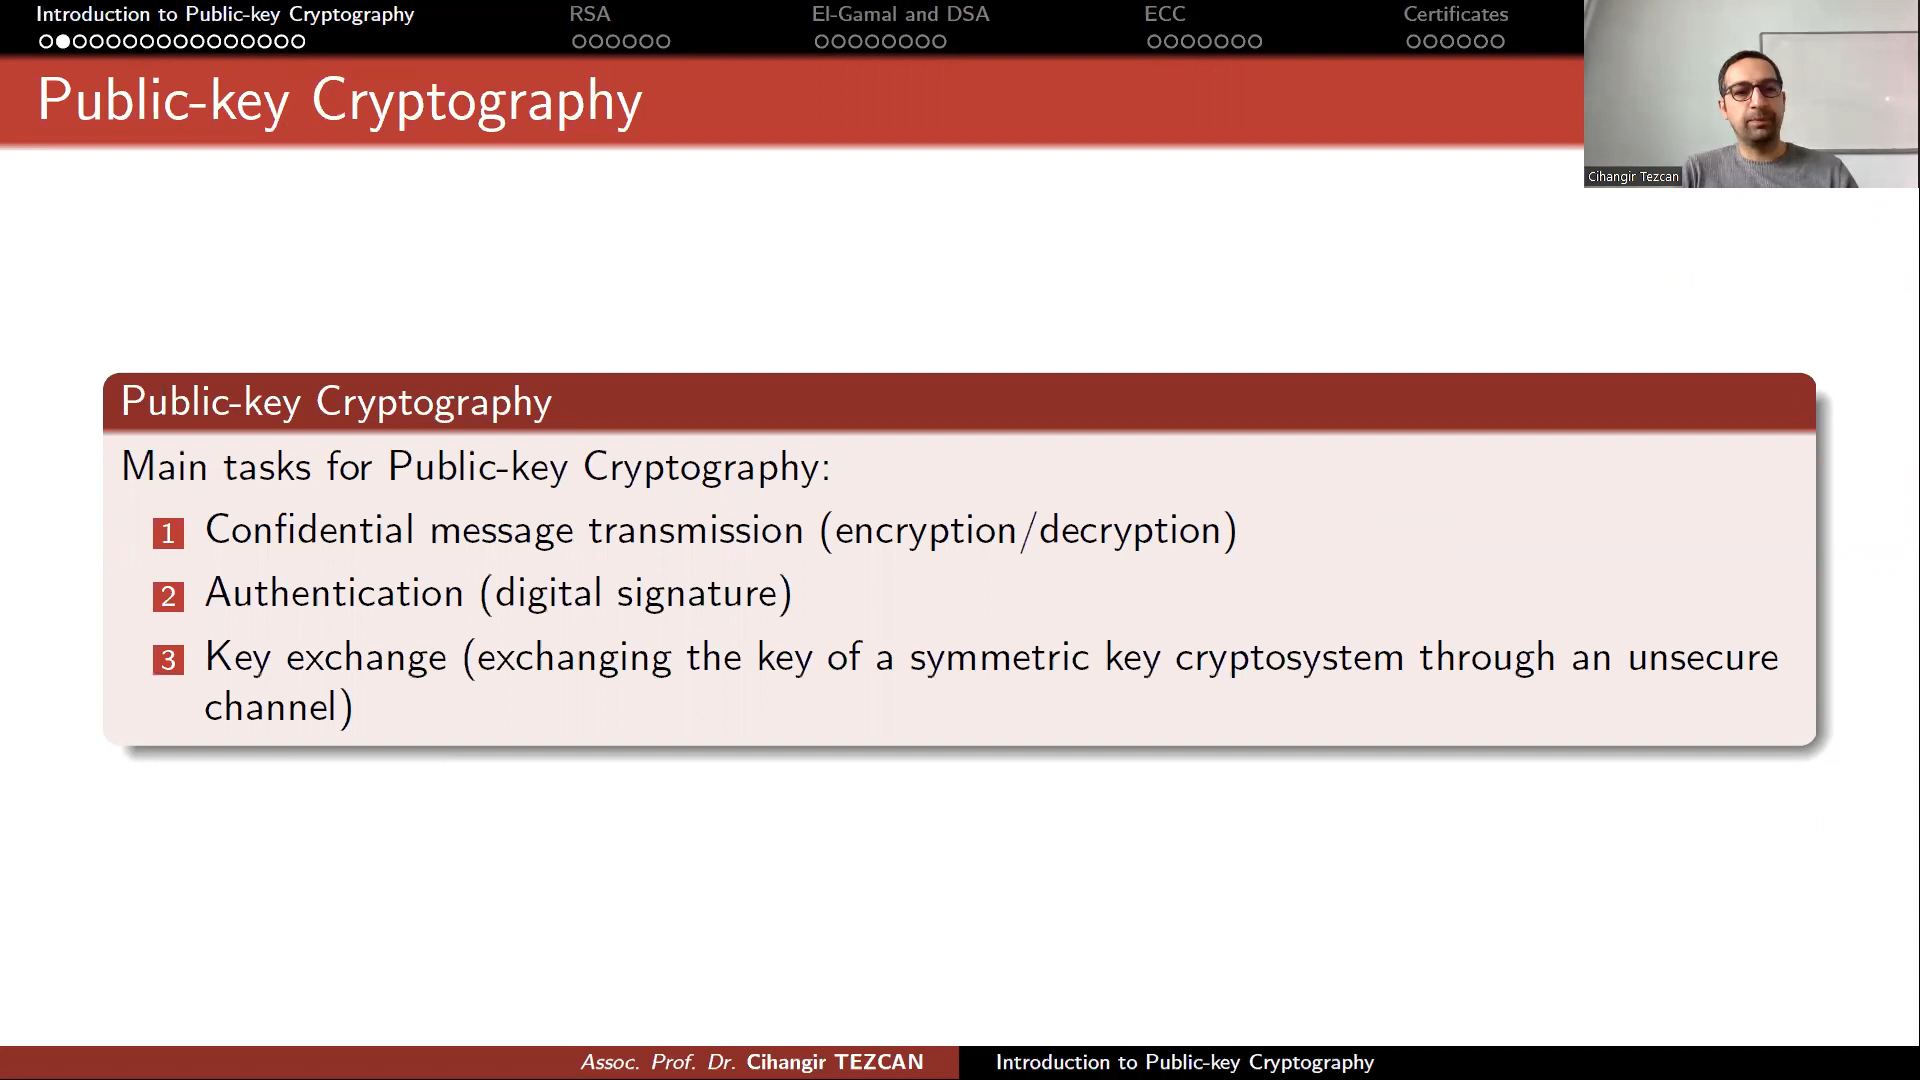 Introduction to Public-key Cryptography
RSA
El-Gamal and DSA
ECC
Certificates
Public-key Cryptography
Cihangir Tezcan
Public-key Cryptography
Main tasks for Public-key Cryptography:
1 Confidential message transmission (encryption/decryption)
2 Authentication (digital signature)
3 Key exchange (exchanging the key of a symmetric key cryptosystem through an unsecure
channel)
Assoc. Prof. Dr. Cihangir TEZCAN
Introduction to Public-key Cryptography